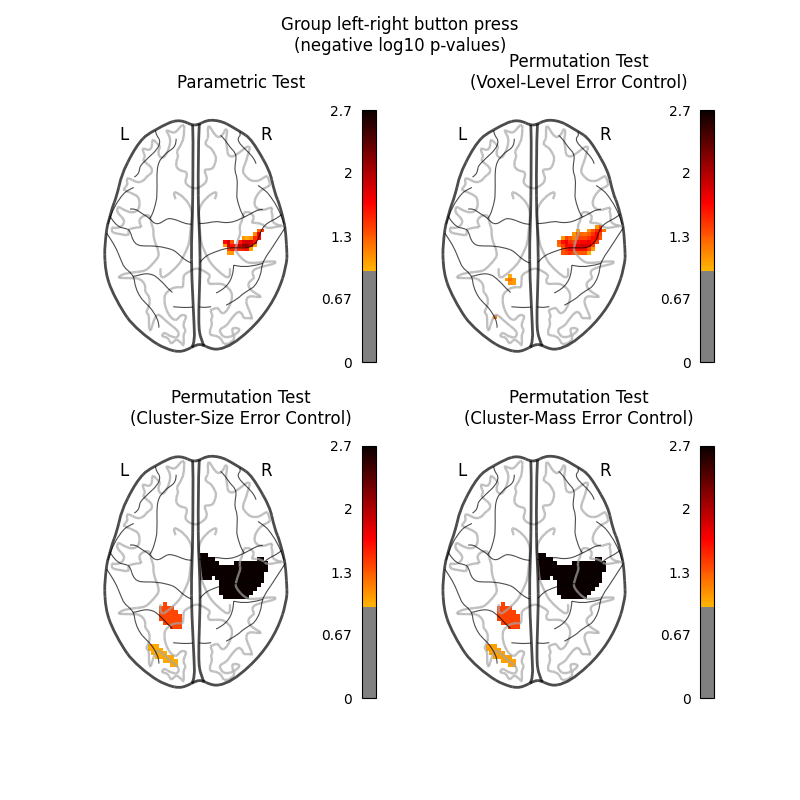 Group left-right button press
(negative log10 p-values)
Parametric Test
L
R
2.7
2
1.3
0.67
0
Permutation Test
(Voxel-Level Error Control)
L
R
2.7
2
1.3
0.67
0
Permutation Test
(Cluster-Size Error Control)
L
R
2.7
2
1.3
0.67
0
Permutation Test
(Cluster-Mass Error Control)
L
R
2.7
2
1.3
0.67
0